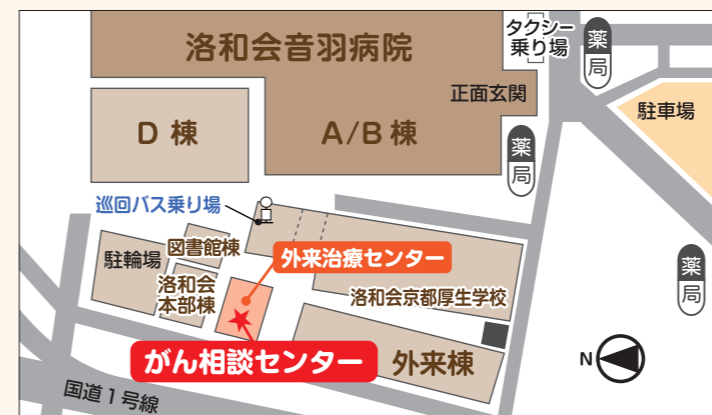 洛和会音羽病院
タクシー
乗り場
薬
局
正面玄関
駐車場
D 棟
A/B 棟
薬
局
巡回バス乗り場
図書館棟
駐輪場
外来治療センター
洛和会
本部棟
洛和会京都厚生学校
薬
局
がん相談センター
外来棟
N
国道1号線